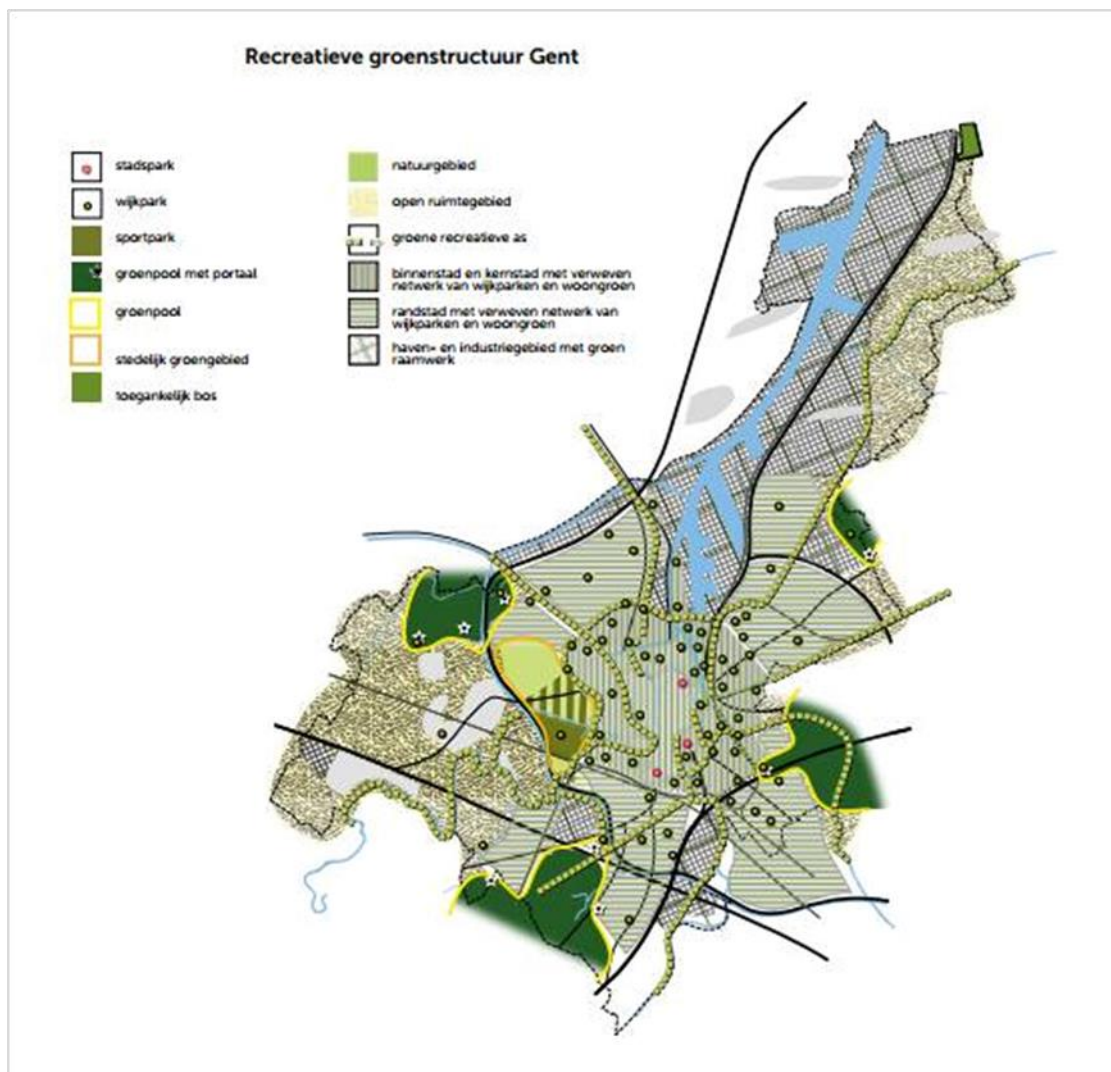 Recreatieve groenstructuur Gent
stadspark
wijkpark
sportpark
groenpool met portaal
groenpool
stedelijk groengebied
toegankelijk bos
natuurgebied
open ruimtegebied
groene recreatieve as
binnenstad en kernstad met verweven
netwerk van wijkparken en woongroen
randstad met verweven netwerk van
wijkparken en woongroen
haven- en industriegebied met groen
raamwerk